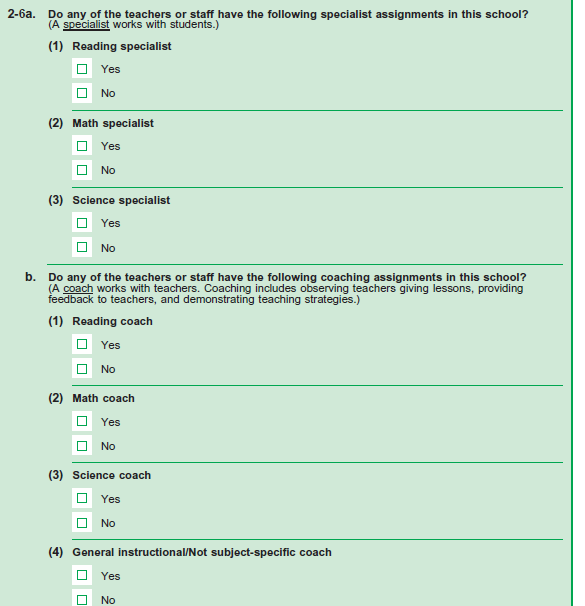 2-6a. Do any of the teachers or staff have the following specialist assignments in this school?
(A specialist works with students.)
(1) Reading specialist
Yes
No
(2) Math specialist
Yes
No
(3) Science specialist
Yes
No
b. Do any of the teachers or staff have the following coaching assignments in this school?
(A coach works with teachers. Coaching includes observing teachers giving lessons, providing
feedback to teachers, and demonstrating teaching strategies.)
(1) Reading coach
Yes
No
(2) Math coach
Yes
No
(3) Science coach
Yes
No
(4) General instructional/Not subject-specific coach
Yes
No